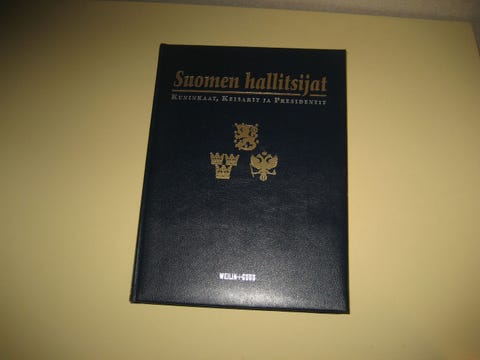 Suomen hallitsijat
Kuninkaat, Keisarit ja Presidentit
WEILIN+GÖÖS